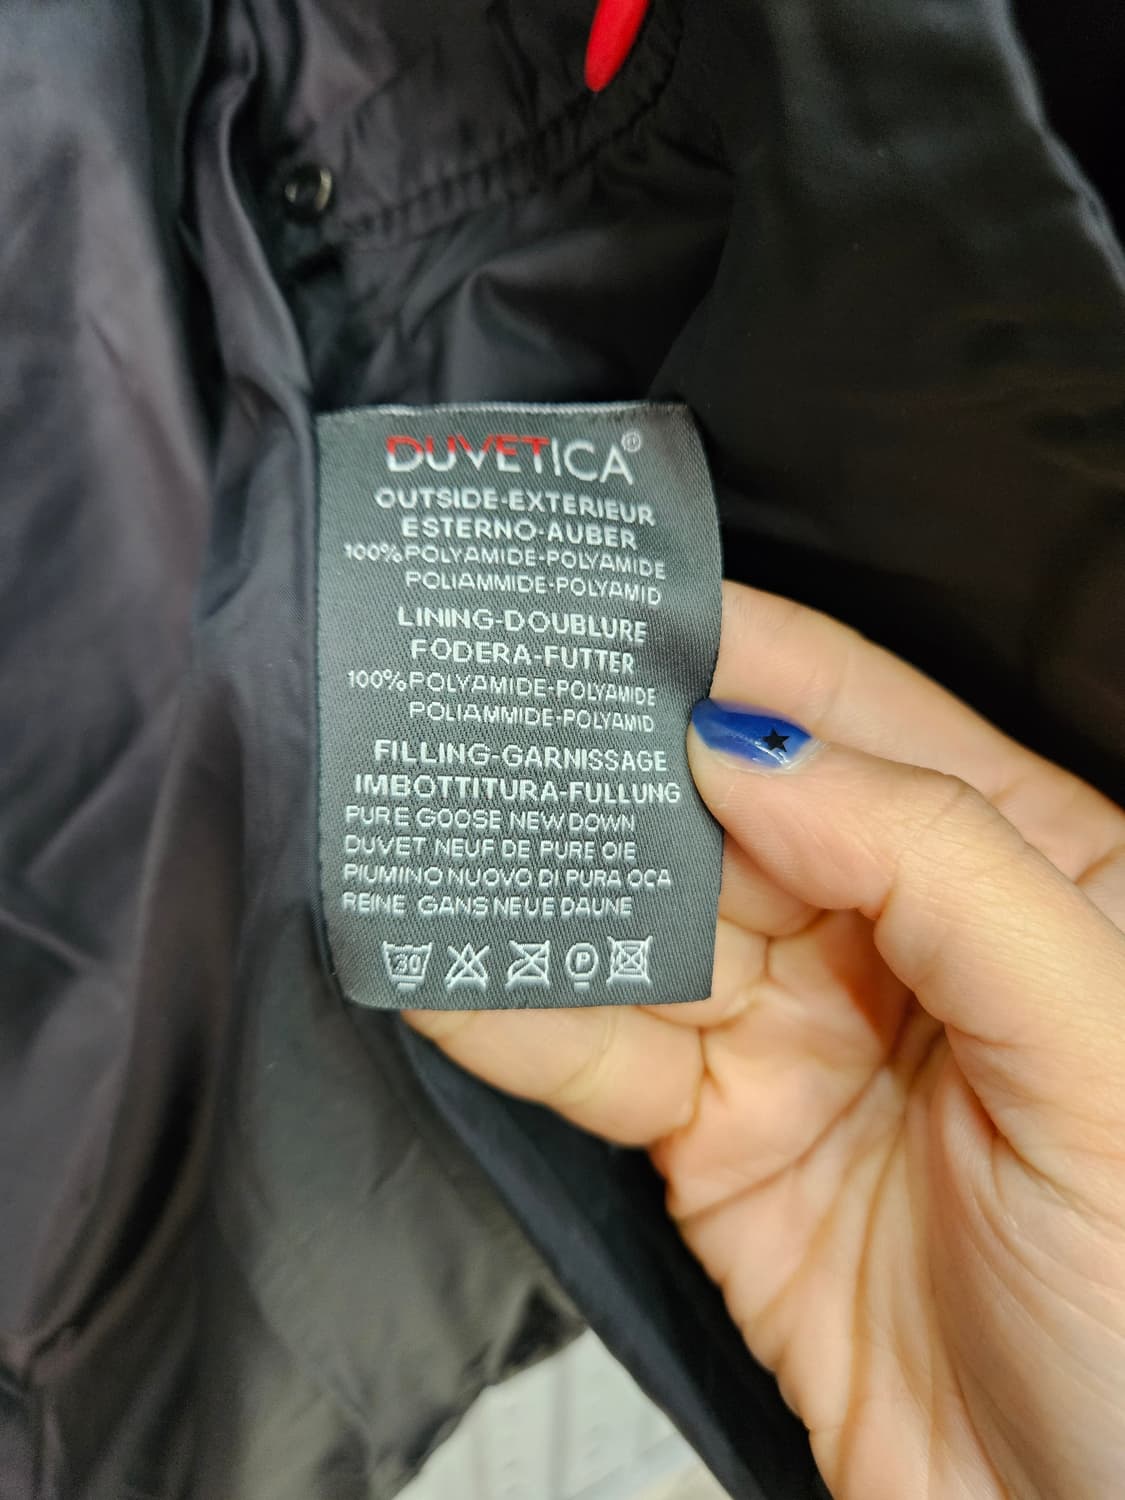 DUVETICA®
OUTSIDE-EXTERIEUR
ESTERNO-AUBER
100%POLYAMIDE-POLYAMIDE
POLIAMMIDE-POLYAMID
LINING-DOUBLURE
FODERA-FUTTER
100%POLYAMIDE-POLYAMIDE
POLIAMMIDE-POLYAMID
FILLING-GARNISSAGE
IMBOTTITURA-FULLUNG
PURE GOOSE NEW DOWN
DUVET NEUF DE PURE OIE
PIUMINO NUOVO DI PURA OCA
REINE GANS NEUE DAUNE
30 P